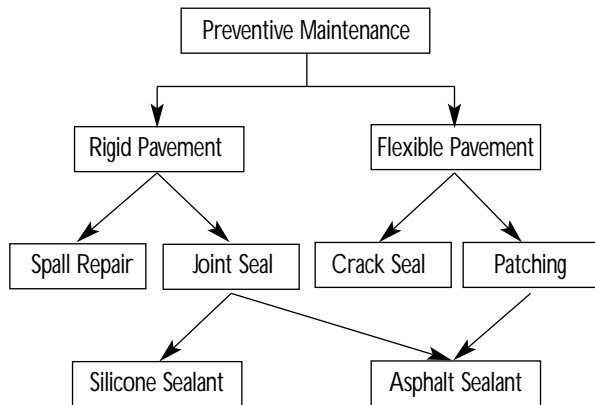 Preventive Maintenance
Rigid Pavement
Flexible Pavement
Spall Repair
Joint Seal
Crack Seal
Patching
Silicone Sealant
Asphalt Sealant